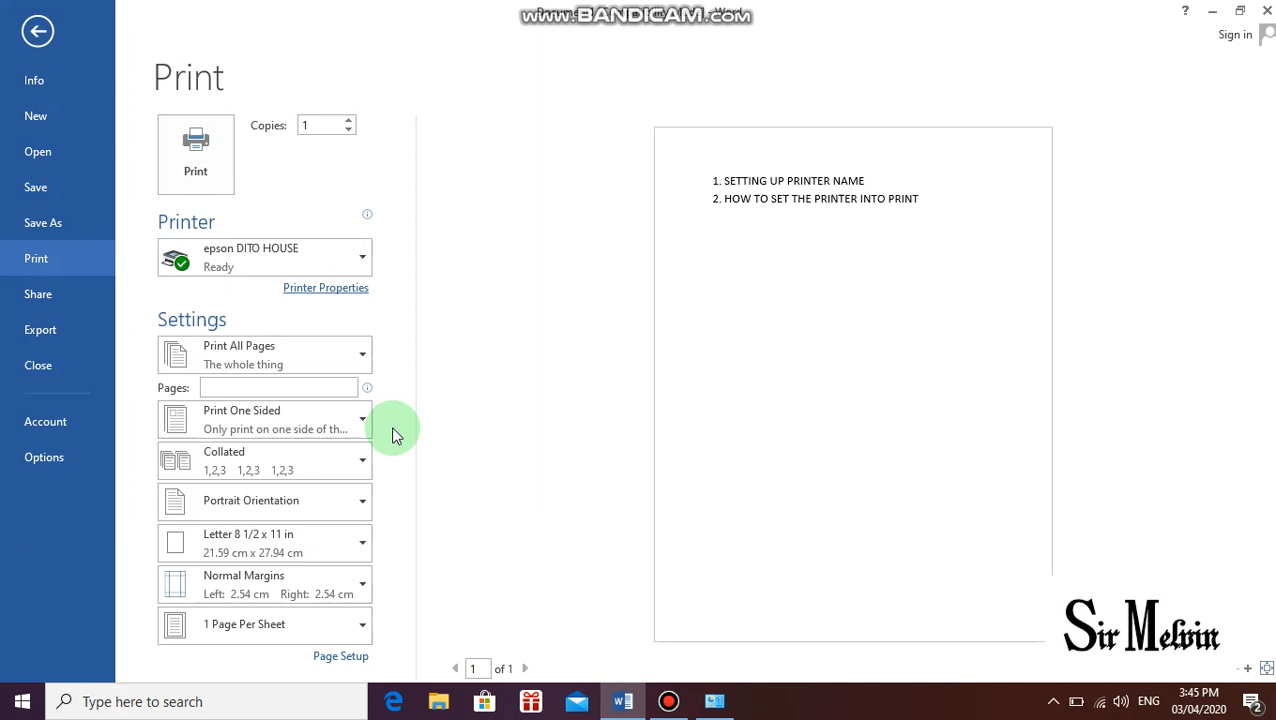 www.BANDICAM.com
Sign in
Print
Info
New
Open
Save
Save As
Print
Share
Export
Close
Account
Options
Print
Copies: 1
Printer
epson DITO HOUSE
Ready
Printer Properties
Settings
Print All Pages
The whole thing
Pages:
Print One Sided
Only print on one side of th...
Collated
1,2,3 1,2,3 1,2,3
Portrait Orientation
Letter 8 1/2 x 11 in
21.59 cm x 27.94 cm
Normal Margins
Left: 2.54 cm Right: 2.54 cm
1 Page Per Sheet
Page Setup
1. SETTING UP PRINTER NAME
2. HOW TO SET THE PRINTER INTO PRINT
1 of 1
Sir Melvin
Type here to search
ENG
3:45 PM
03/04/2020
2